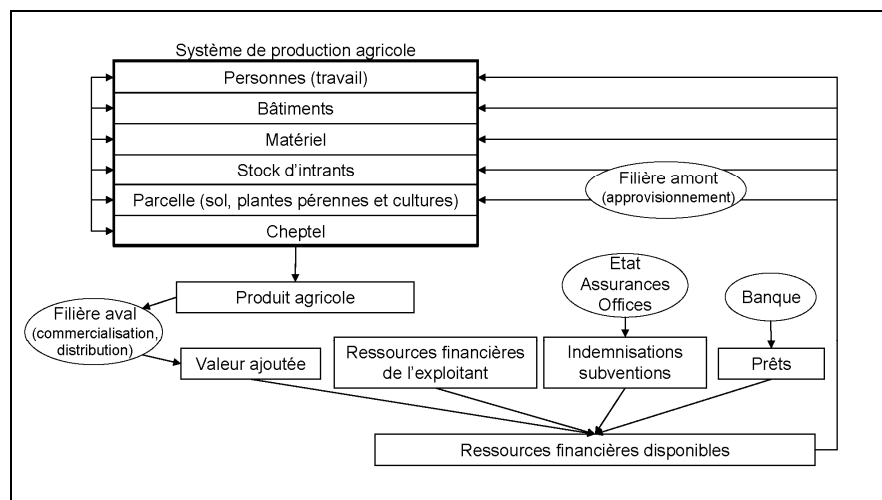 Système de production agricole
Personnes (travail)
Bâtiments
Matériel
Stock d'intrants
Parcelle (sol, plantes pérennes et cultures)
Cheptel
Filière amont
(approvisionnement)
Produit agricole
Filière aval
(commercialisation,
distribution)
Etat
Assurances
Offices
Banque
Valeur ajoutée
Ressources financières
de l'exploitant
Indemnisations
subventions
Prêts
Ressources financières disponibles